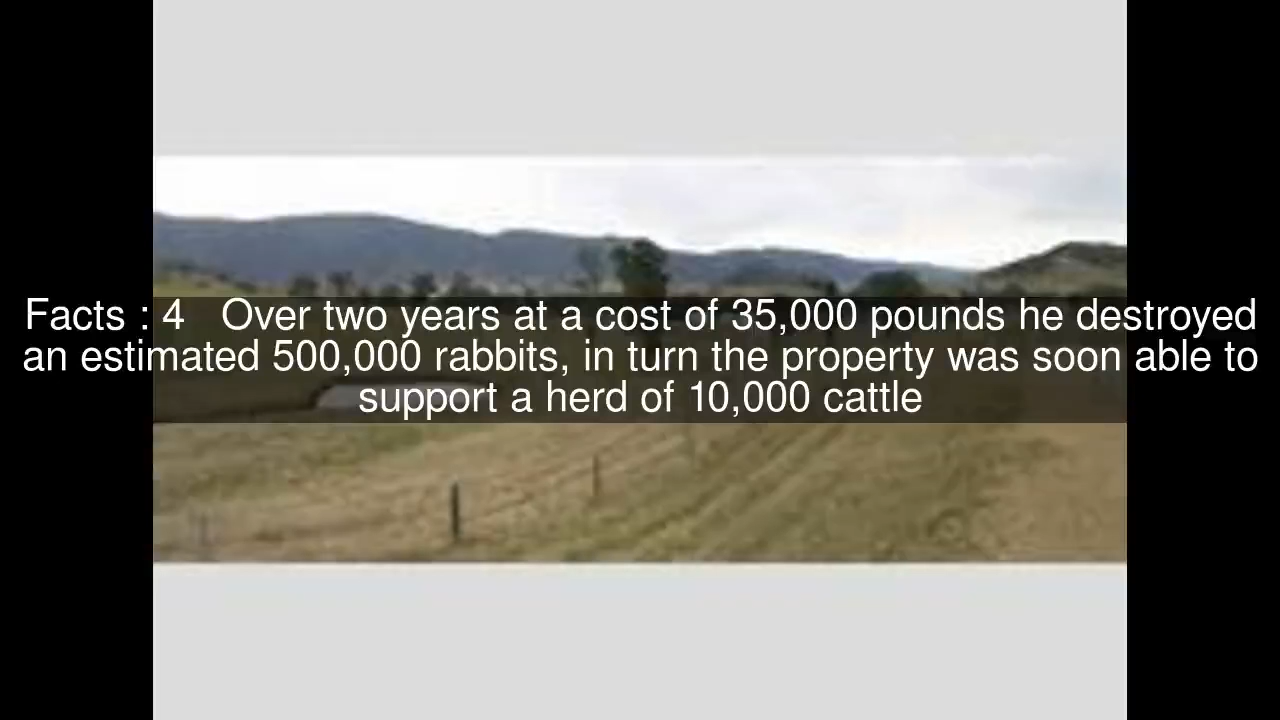 Facts : 4   Over two years at a cost of 35,000 pounds he destroyed
an estimated 500,000 rabbits, in turn the property was soon able to
support a herd of 10,000 cattle